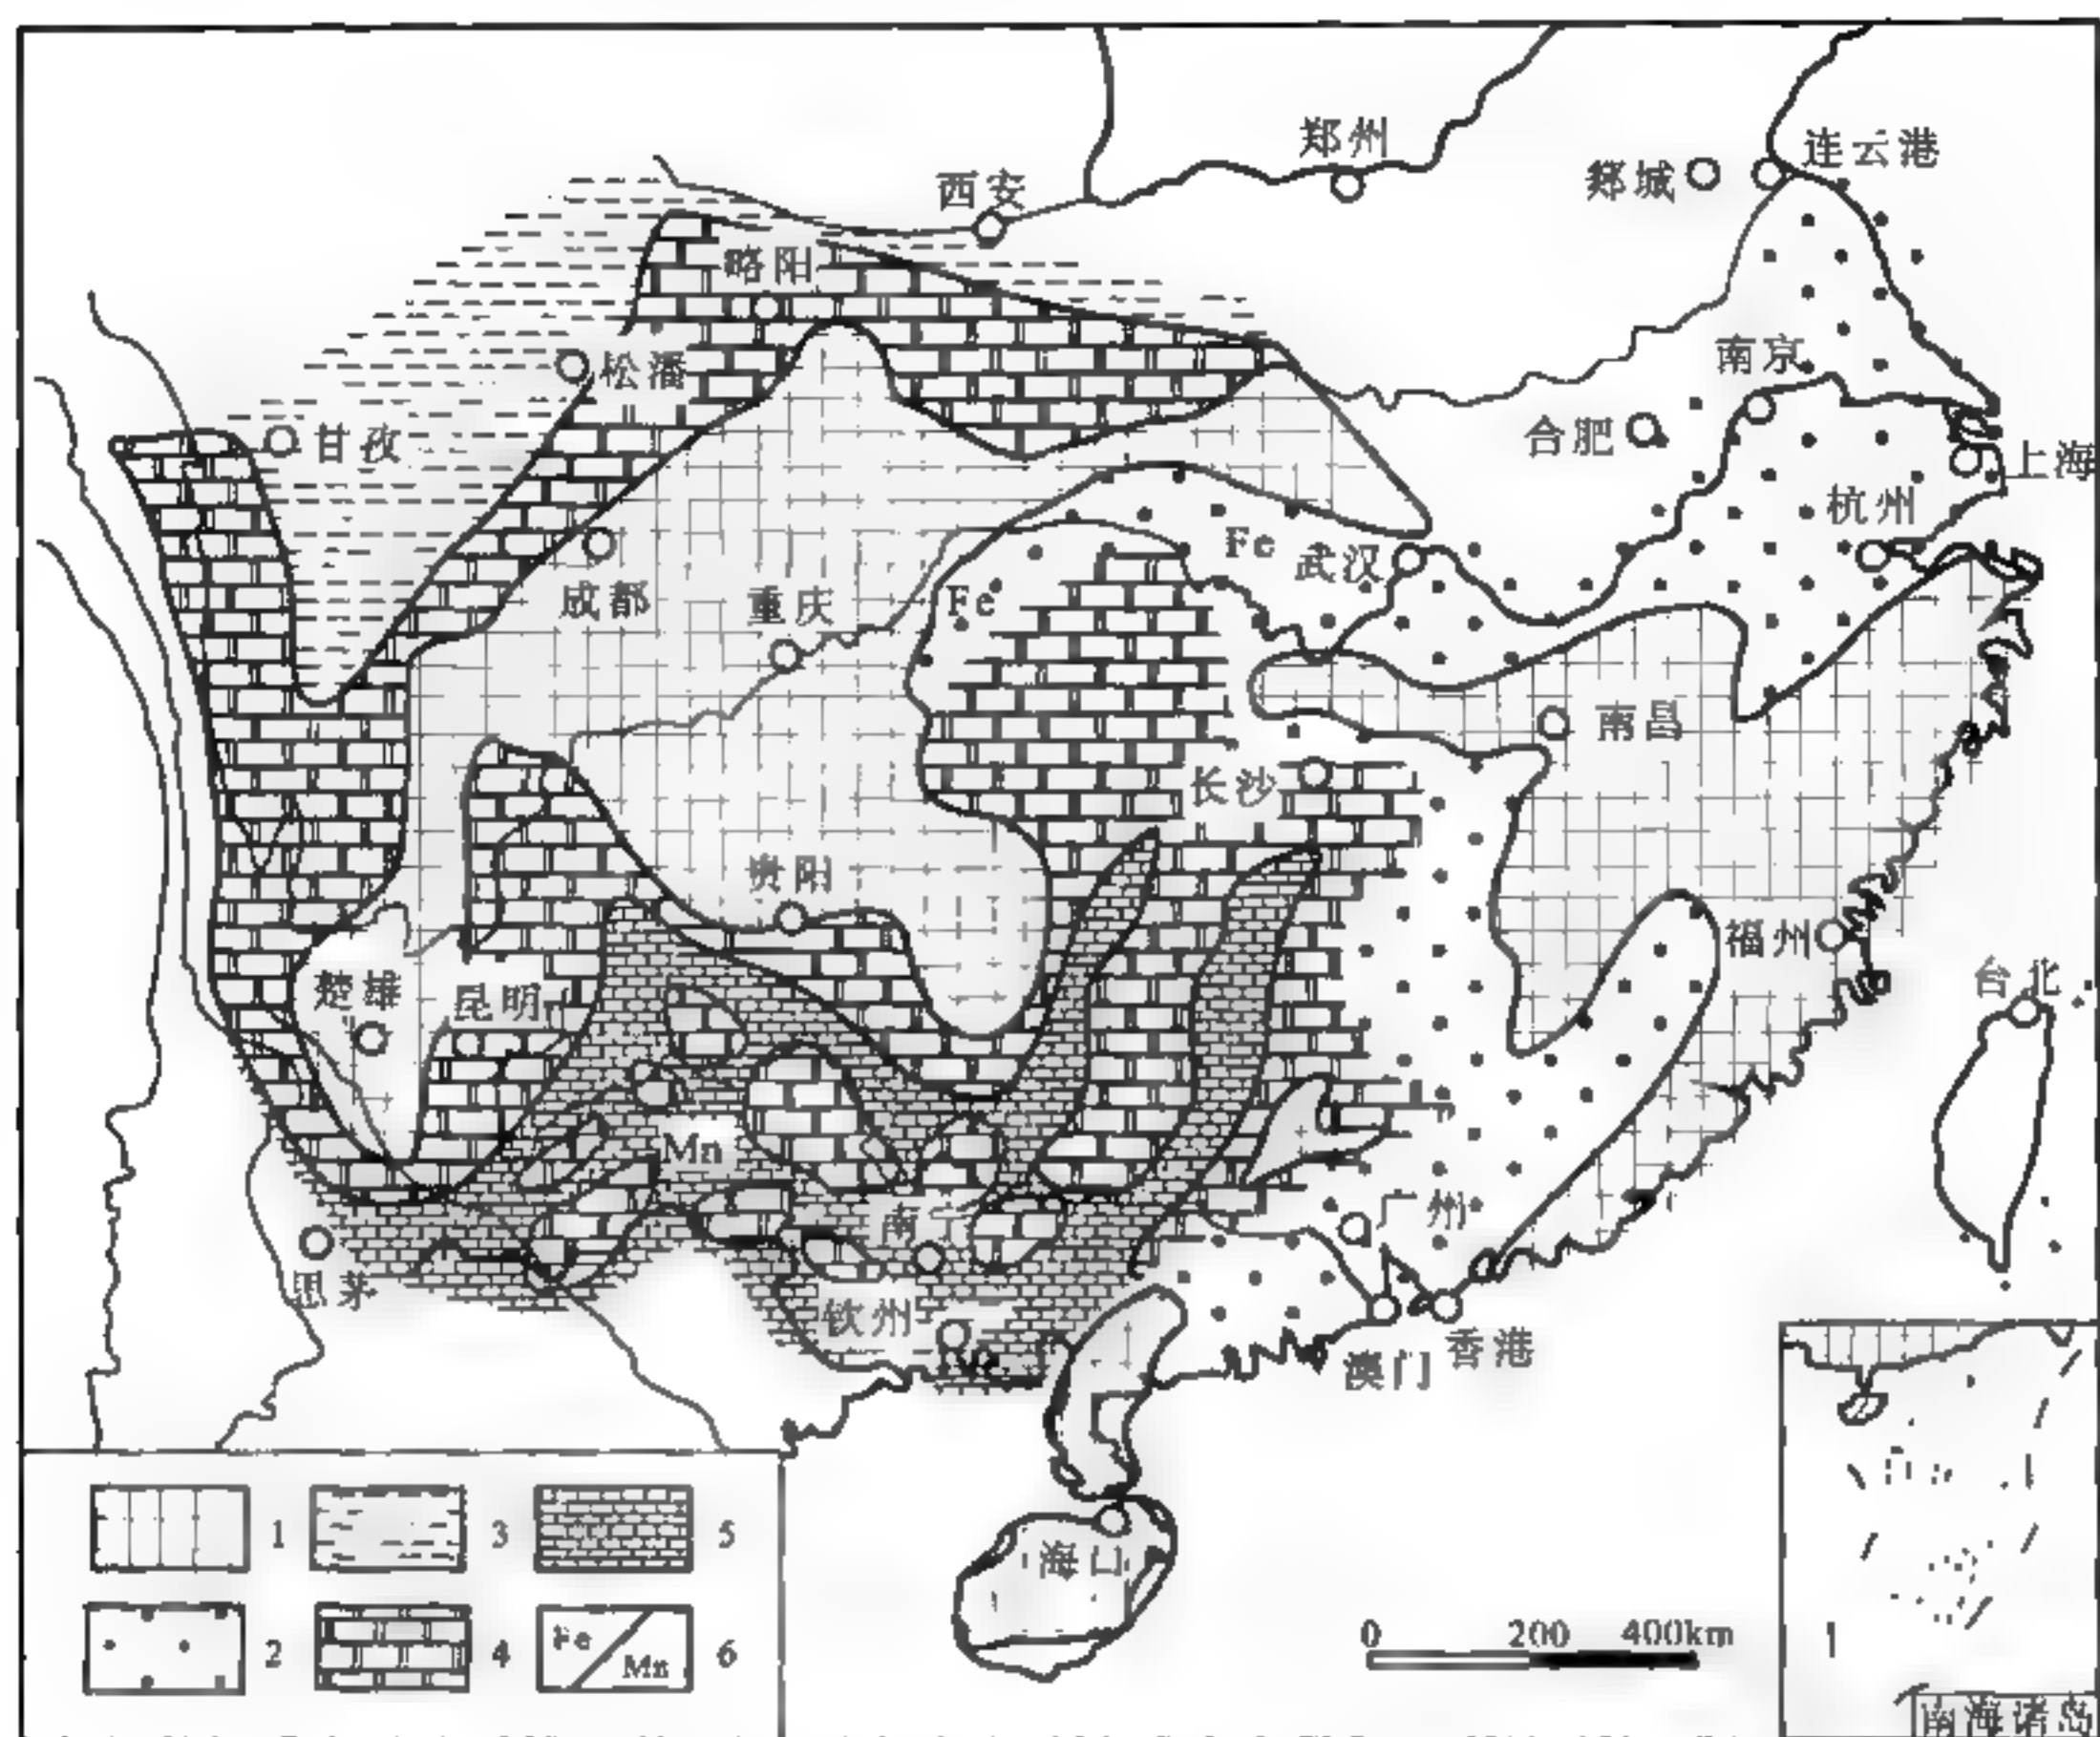 郑州
连云港
郯城
西安
略阳
南京
松潘
甘孜
合肥
上海
杭州
Fe
武汉
成都
重庆
Fe
南昌
长沙
贵阳
福州
台北
楚雄
昆明
Mn
南宁
广州
思茅
钦州
澳门
香港
海口
1
3
5
2
4
Fe
Mn
6
0 200 400km
南海诸岛